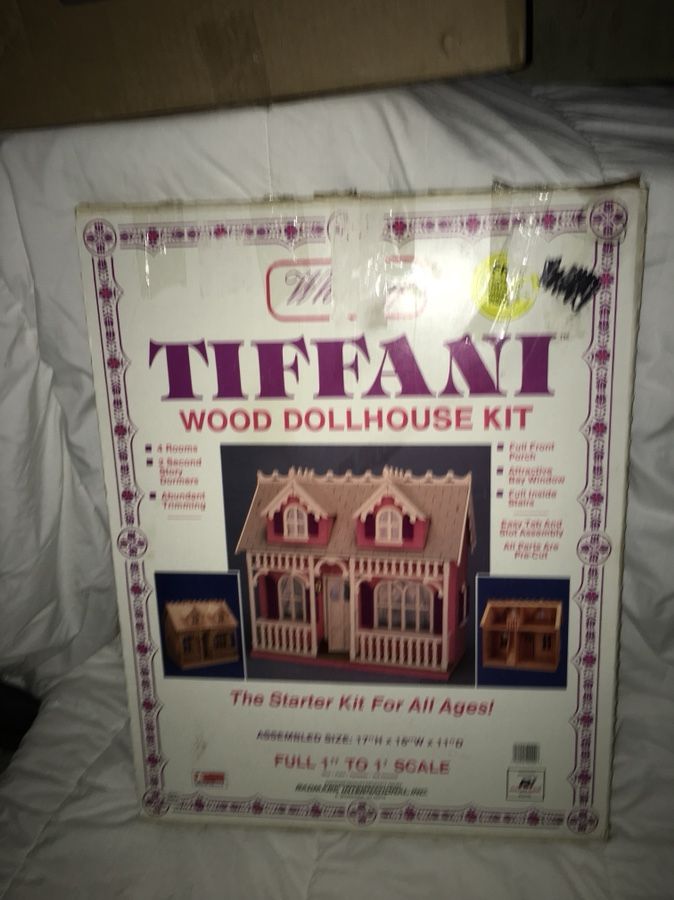 Wh
TIFFANI
™
WOOD DOLLHOUSE KIT
4 Rooms
2 Second
Story
Dormers
Abundant
Trimming
Full Front
Porch
Attractive
Bay Window
Full Inside
Stairs
Easy Tab And
Slot Assembly
All Parts Are
Pre-Cut
The Starter Kit For All Ages!
ASSEMBLED SIZE: 17"H x 18"W x 11"D
FULL 1" TO 1' SCALE